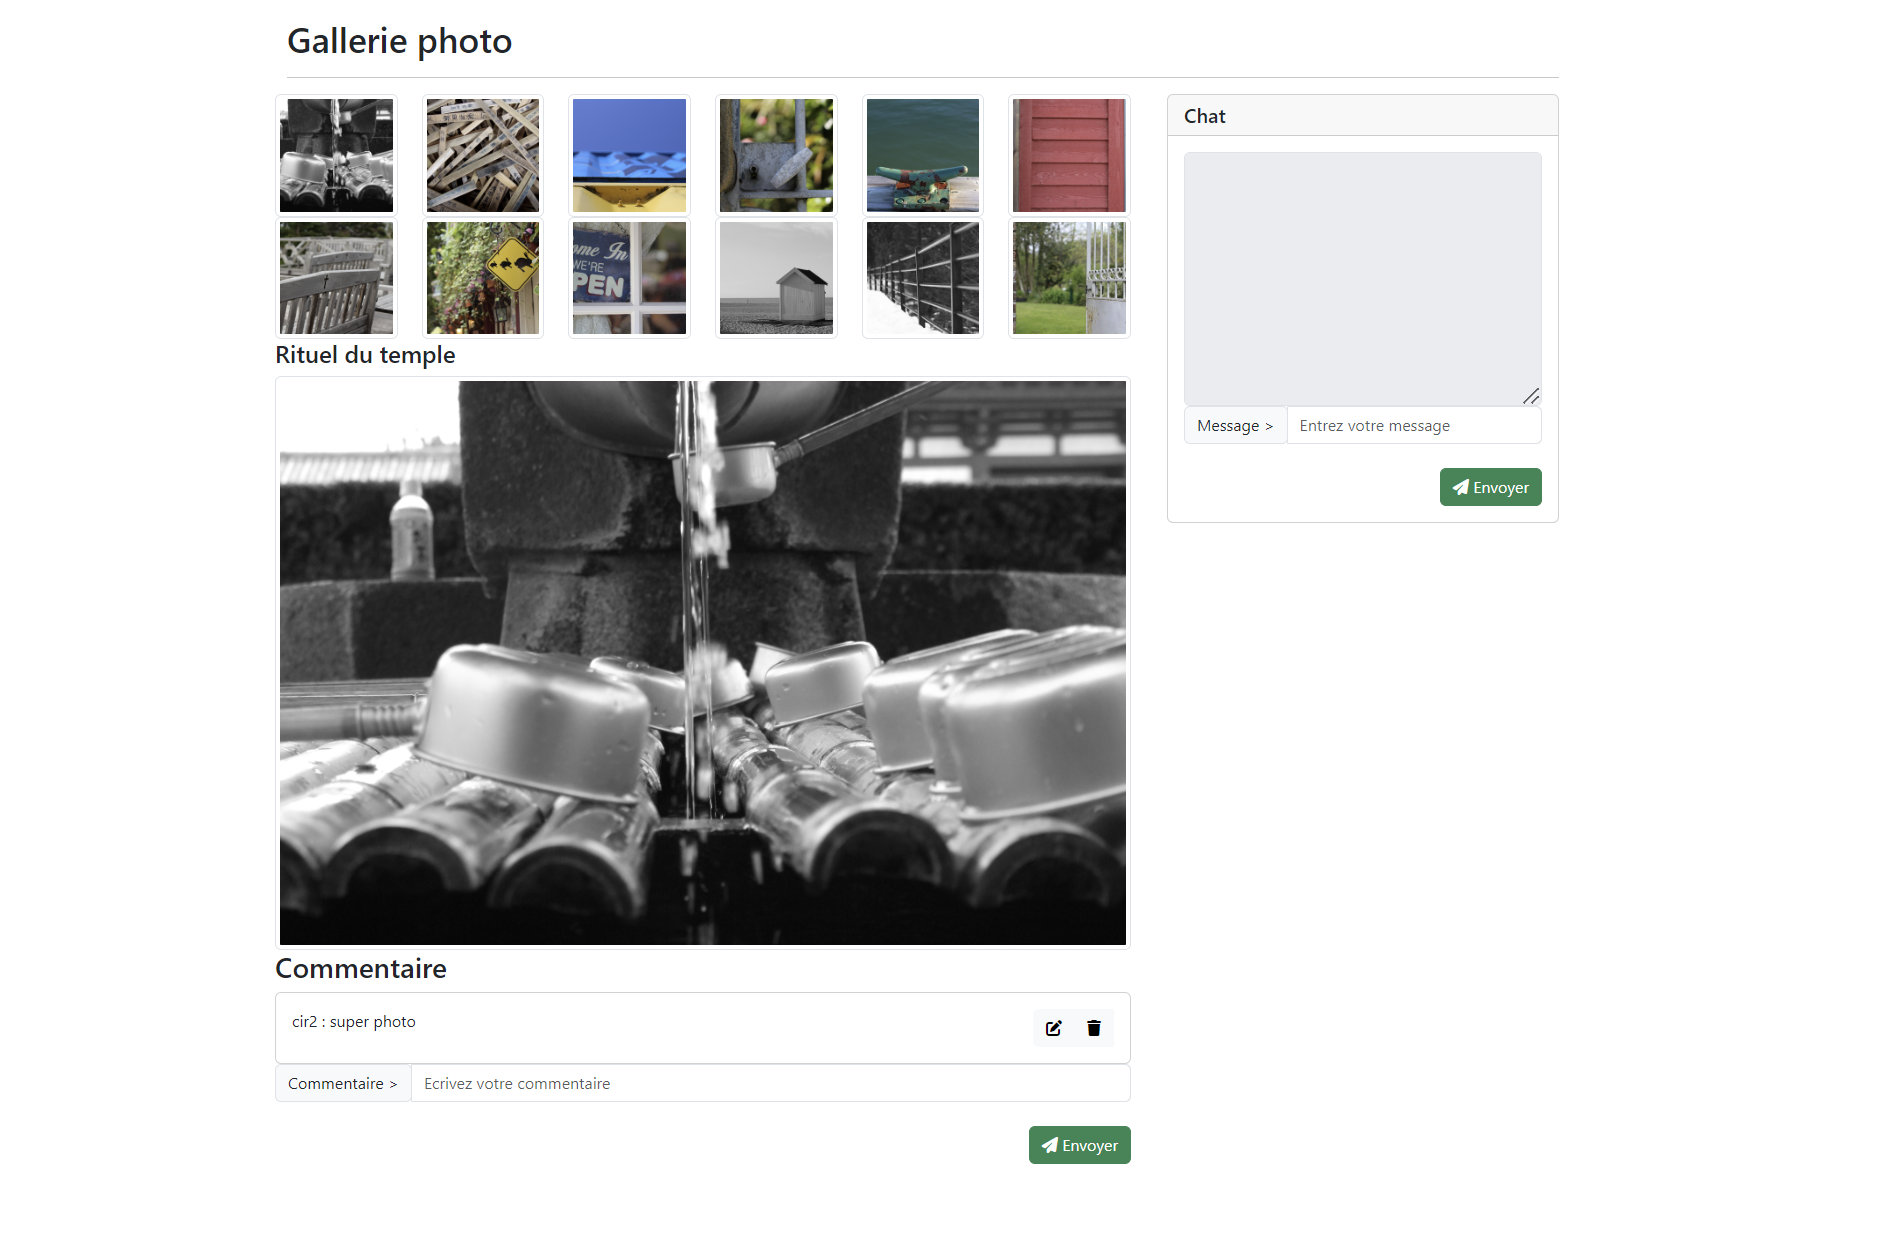 Gallerie photo
Chat
ome In
WE'RE
PEN
Rituel du temple
Message >
Entrez votre message
Envoyer
Commentaire
cir2 : super photo
Commentaire >
Ecrivez votre commentaire
Envoyer